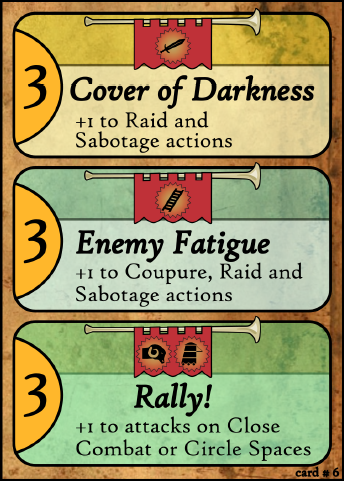 3
Cover of Darkness
+1 to Raid and
Sabotage actions
3
Enemy Fatigue
+1 to Coupure, Raid and
Sabotage actions
3
Rally!
+1 to attacks on Close
Combat or Circle Spaces
card # 6